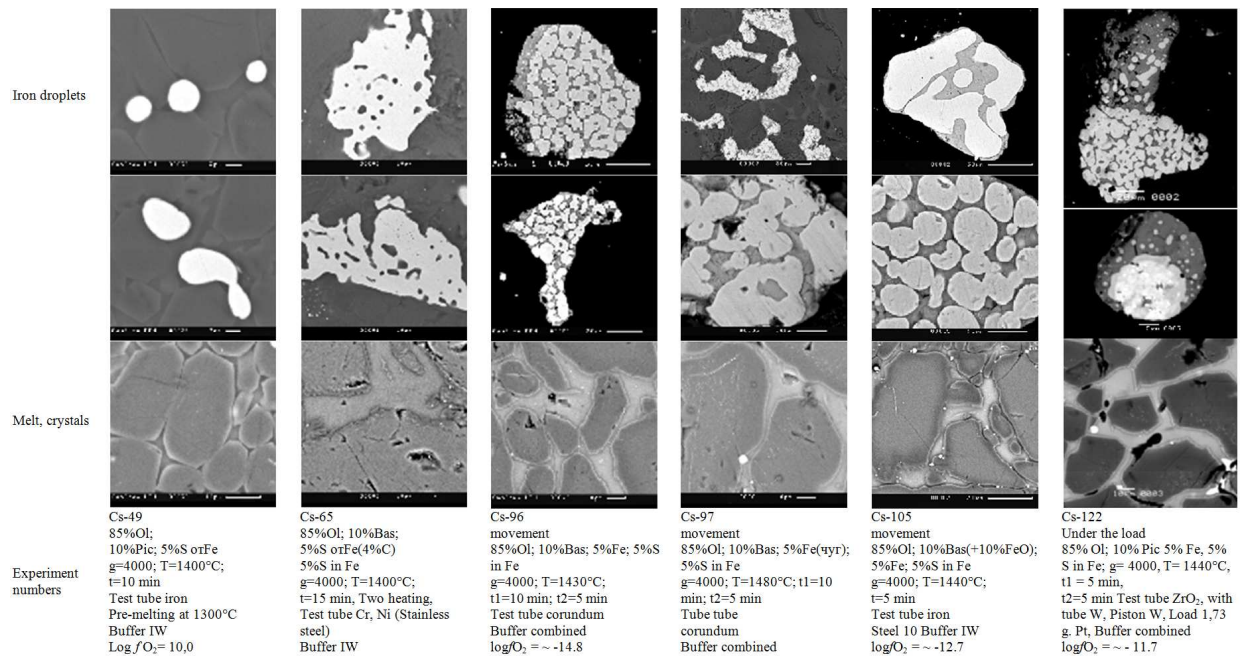 Iron droplets
20μm 0002
Melt, crystals
Experiment
numbers
Cs-49
85%Ol;
10%Pic; 5%S отFe
g=4000; T=1400°C;
t=10 min
Test tube iron
Pre-melting at 1300°C
Buffer IW
Log f O₂= 10,0
Cs-65
85%Ol; 10%Bas;
5%S отFe(4%C)
5%S in Fe
g=4000; T=1400°C;
t=15 min, Two heating,
Test tube Cr, Ni (Stainless
steel)
Buffer IW
Cs-96
movement
85%Ol; 10%Bas; 5%Fe; 5%S
in Fe
g=4000; T=1430°C;
t1=10 min; t2=5 min
Test tube corundum
Buffer combined
logfO₂ = ~ -14.8
Cs-97
movement
85%Ol; 10%Bas; 5%Fe(чуг);
5%S in Fe
g=4000; T=1480°C; t1=10
min; t2=5 min
Tube tube
corundum
Buffer combined
Cs-105
movement
85%Ol; 10%Bas(+10%FeO);
5%Fe; 5%S in Fe
g=4000; T=1440°C;
t=5 min
Test tube iron
Steel 10 Buffer IW
logfO₂ = ~ -12.7
Cs-122
Under the load
85% Ol; 10% Pic 5% Fe, 5%
S in Fe; g= 4000, T= 1440°C,
t1 = 5 min,
t2=5 min Test tube ZrO₂, with
tube W, Piston W, Load 1,73
g. Pt, Buffer combined
logfO₂ = ~ - 11.7